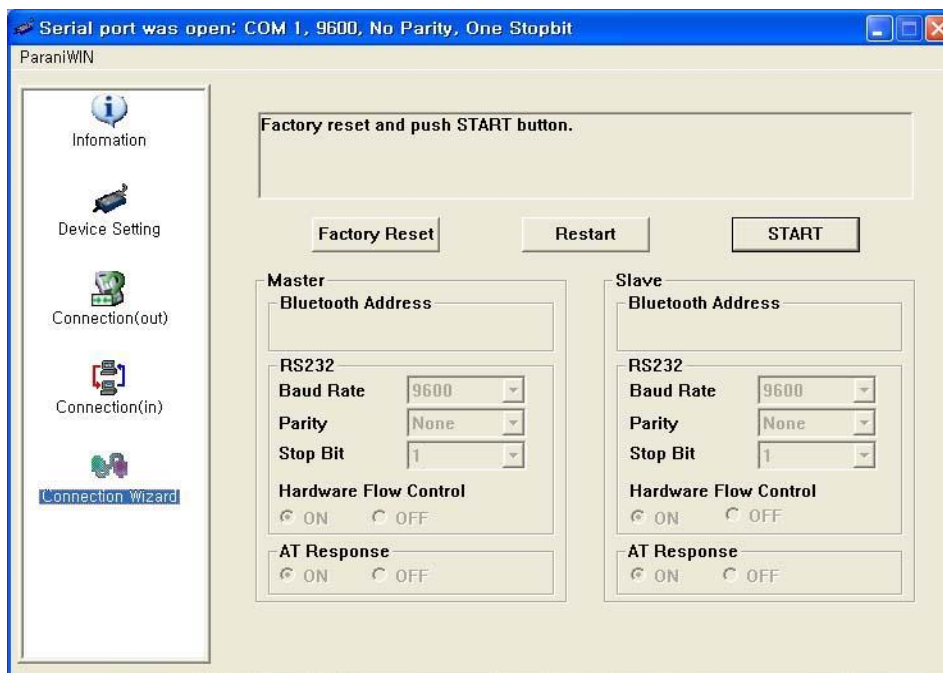 Serial port was open: COM 1, 9600, No Parity, One Stopbit
ParaniWIN
Infomation
Device Setting
Connection(out)
Connection(in)
Connection Wizard
Factory reset and push START button.
Factory Reset
Restart
START
Master
Bluetooth Address
RS232
Baud Rate 9600
Parity None
Stop Bit 1
Hardware Flow Control
ON OFF
AT Response
ON OFF
Slave
Bluetooth Address
RS232
Baud Rate 9600
Parity None
Stop Bit 1
Hardware Flow Control
ON OFF
AT Response
ON OFF